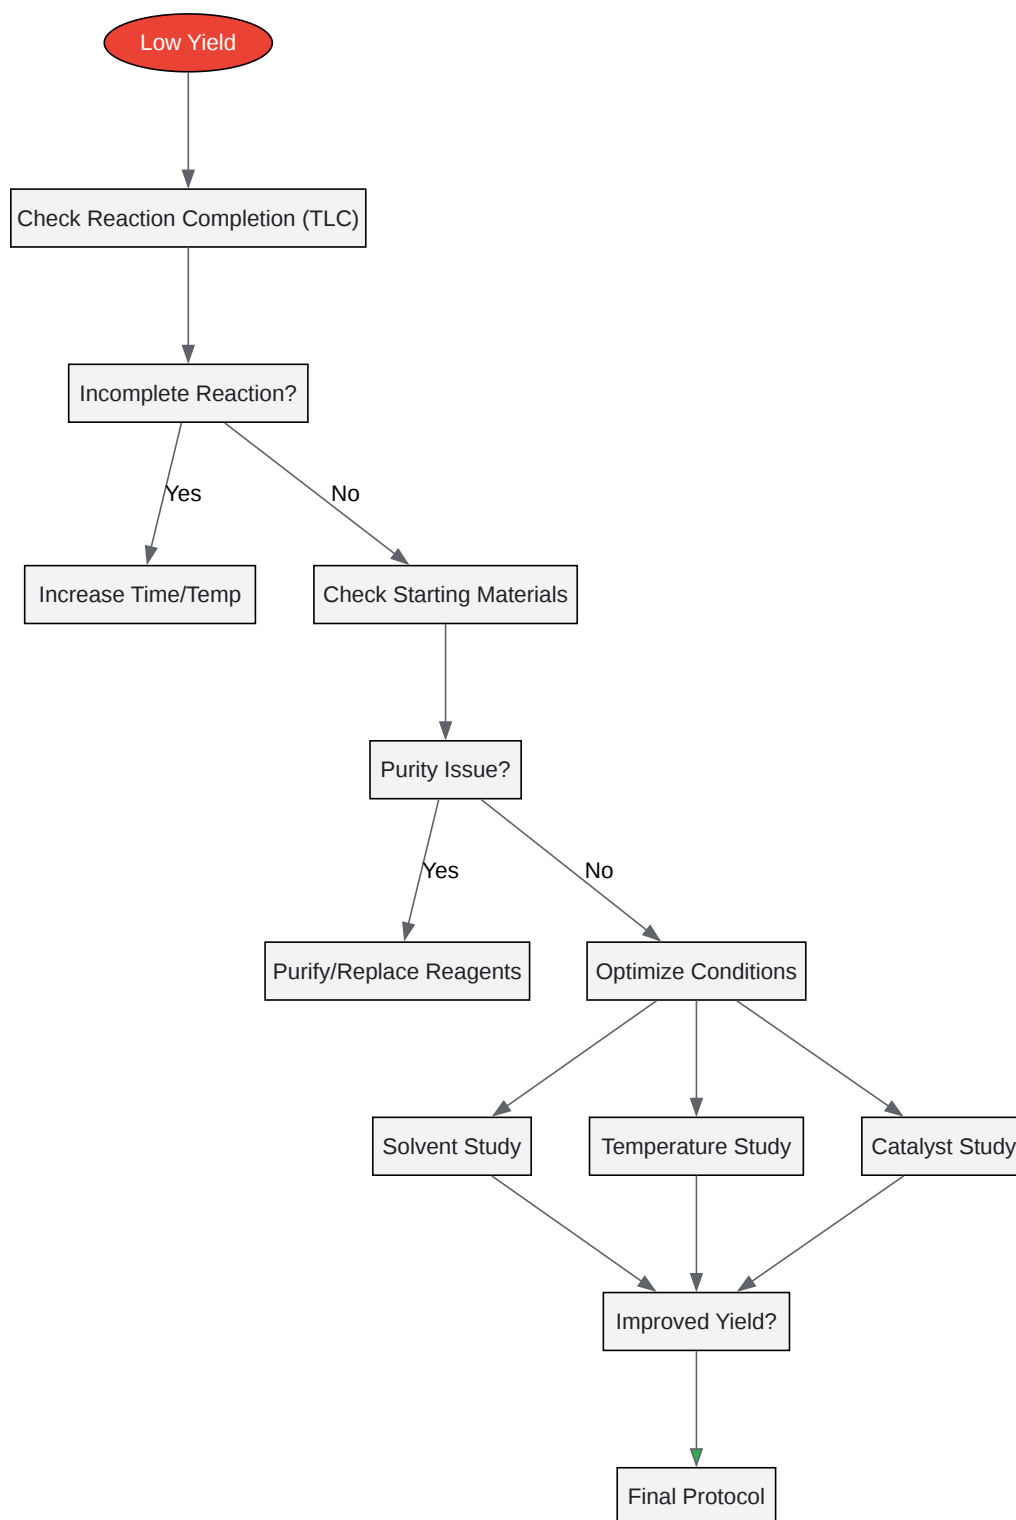 Low Yield
Check Reaction Completion (TLC)
Incomplete Reaction?
Yes
No
Increase Time/Temp
Check Starting Materials
Purity Issue?
Yes
No
Purify/Replace Reagents
Optimize Conditions
Solvent Study
Temperature Study
Catalyst Study
Improved Yield?
Final Protocol